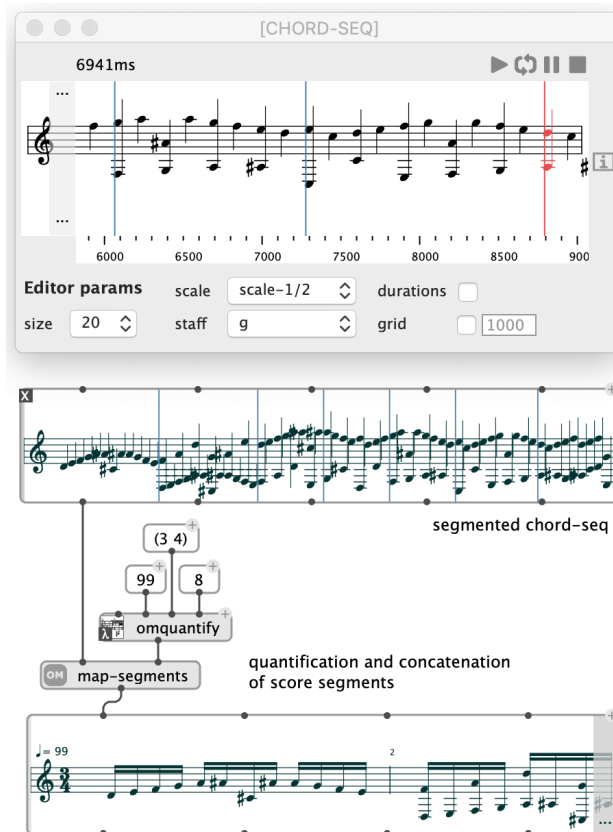 [CHORD-SEQ]
6941ms
...
...
i
6000 6500 7000 7500 8000 8500 900
Editor params
scale scale-1/2 durations
size 20 staff g grid 1000
X
segmented chord-seq
(3 4)
99 8
λ F omquantify
OM map-segments
quantification and concatenation
of score segments
♩= 99
2
3
4
...